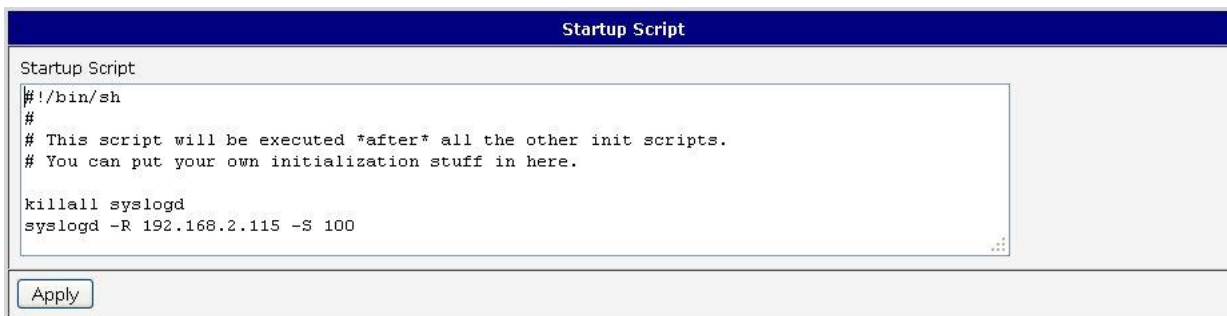 Startup Script
Startup Script
#!/bin/sh
#
# This script will be executed *after* all the other init scripts.
# You can put your own initialization stuff in here.

killall syslogd
syslogd -R 192.168.2.115 -S 100
Apply